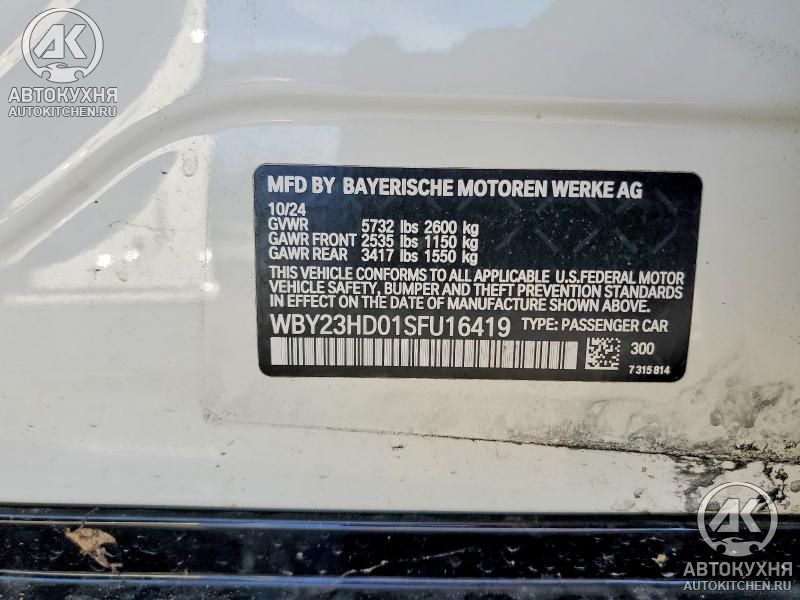 AK
АВТОКУХНЯ
AUTOKITCHEN.RU
MFD BY BAYERISCHE MOTOREN WERKE AG
10/24
GVWR 5732 lbs 2600 kg
GAWR FRONT 2535 lbs 1150 kg
GAWR REAR 3417 lbs 1550 kg
THIS VEHICLE CONFORMS TO ALL APPLICABLE U.S.FEDERAL MOTOR
VEHICLE SAFETY, BUMPER AND THEFT PREVENTION STANDARDS
IN EFFECT ON THE DATE OF MANUFACTURE SHOWN ABOVE.
WBY23HD01SFU16419 TYPE: PASSENGER CAR
300
7315814
AK
АВТОКУХНЯ
AUTOKITCHEN.RU